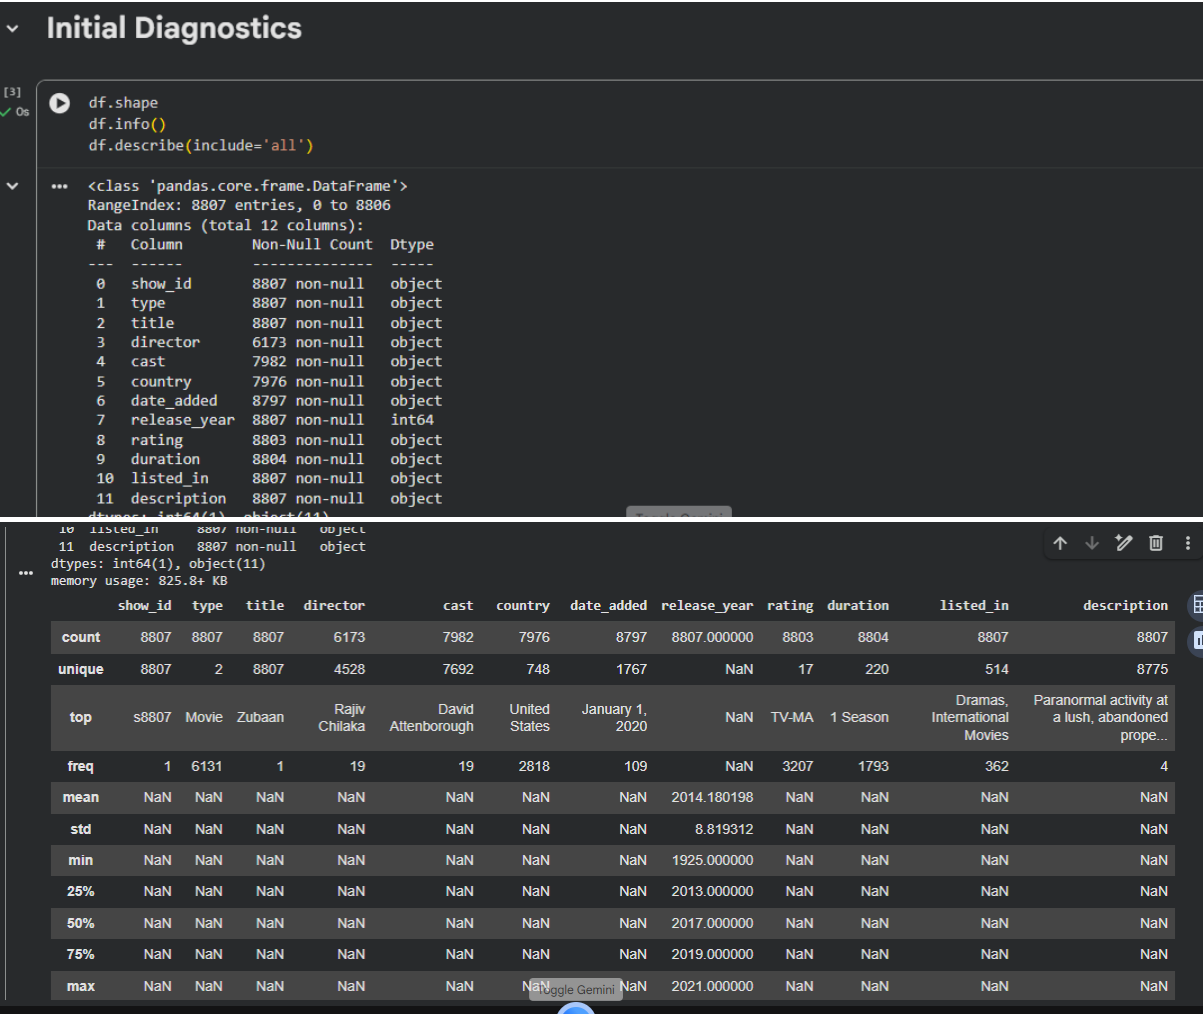 Initial Diagnostics
[3]
0s
df.shape
df.info()
df.describe(include='all')
<class 'pandas.core.frame.DataFrame'>
RangeIndex: 8807 entries, 0 to 8806
Data columns (total 12 columns):
# Column Non-Null Count Dtype
--- ------ -------------- -----
0 show_id 8807 non-null object
1 type 8807 non-null object
2 title 8807 non-null object
3 director 6173 non-null object
4 cast 7982 non-null object
5 country 7976 non-null object
6 date_added 8797 non-null object
7 release_year 8807 non-null int64
8 rating 8803 non-null object
9 duration 8804 non-null object
10 listed_in 8807 non-null object
11 description 8807 non-null object
dtypes: int64(1), object(11)
Toggle Gemini
10 listed_in 8807 non-null object
11 description 8807 non-null object
dtypes: int64(1), object(11)
memory usage: 825.8+ KB
show_id type title director cast country date_added release_year rating duration listed_in description
count 8807 8807 8807 6173 7982 7976 8797 8807.000000 8803 8804 8807 8807
unique 8807 2 8807 4528 7692 748 1767 NaN 17 220 514 8775
top s8807 Movie Zubaan Rajiv Chilaka David Attenborough United States January 1, 2020 NaN TV-MA 1 Season Dramas, International Movies Paranormal activity at a lush, abandoned prope...
freq 1 6131 1 19 19 2818 109 NaN 3207 1793 362 4
mean NaN NaN NaN NaN NaN NaN NaN 2014.180198 NaN NaN NaN NaN
std NaN NaN NaN NaN NaN NaN NaN 8.819312 NaN NaN NaN NaN
min NaN NaN NaN NaN NaN NaN NaN 1925.000000 NaN NaN NaN NaN
25% NaN NaN NaN NaN NaN NaN NaN 2013.000000 NaN NaN NaN NaN
50% NaN NaN NaN NaN NaN NaN NaN 2017.000000 NaN NaN NaN NaN
75% NaN NaN NaN NaN NaN NaN NaN 2019.000000 NaN NaN NaN NaN
max NaN NaN NaN NaN NaN NaN NaN 2021.000000 NaN NaN NaN NaN
Toggle Gemini